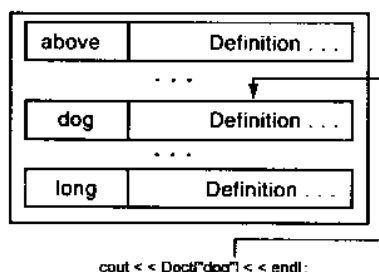 above Definition . . .
. . .
dog Definition . . .
. . .
long Definition . . .
cout < < Doct["dog"] < < endl;